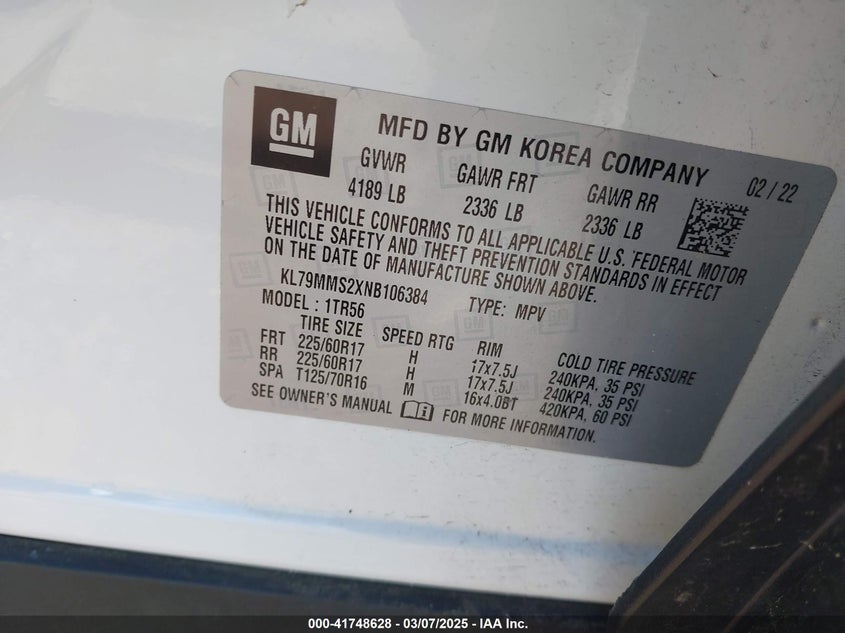 GM MFD BY GM KOREA COMPANY 02/22
GVWR GAWR FRT GAWR RR
4189 LB 2336 LB 2336 LB
THIS VEHICLE CONFORMS TO ALL APPLICABLE U.S. FEDERAL MOTOR
VEHICLE SAFETY AND THEFT PREVENTION STANDARDS IN EFFECT
ON THE DATE OF MANUFACTURE SHOWN ABOVE.
KL79MMS2XNB106384 TYPE: MPV
MODEL : 1TR56
TIRE SIZE SPEED RTG RIM COLD TIRE PRESSURE
FRT 225/60R17 H 17x7.5J 240KPA, 35 PSI
RR 225/60R17 H 17x7.5J 240KPA, 35 PSI
SPA T125/70R16 M 16x4.0BT 420KPA, 60 PSI
SEE OWNER'S MANUAL i FOR MORE INFORMATION.
000-41748628 - 03/07/2025 - IAA Inc.